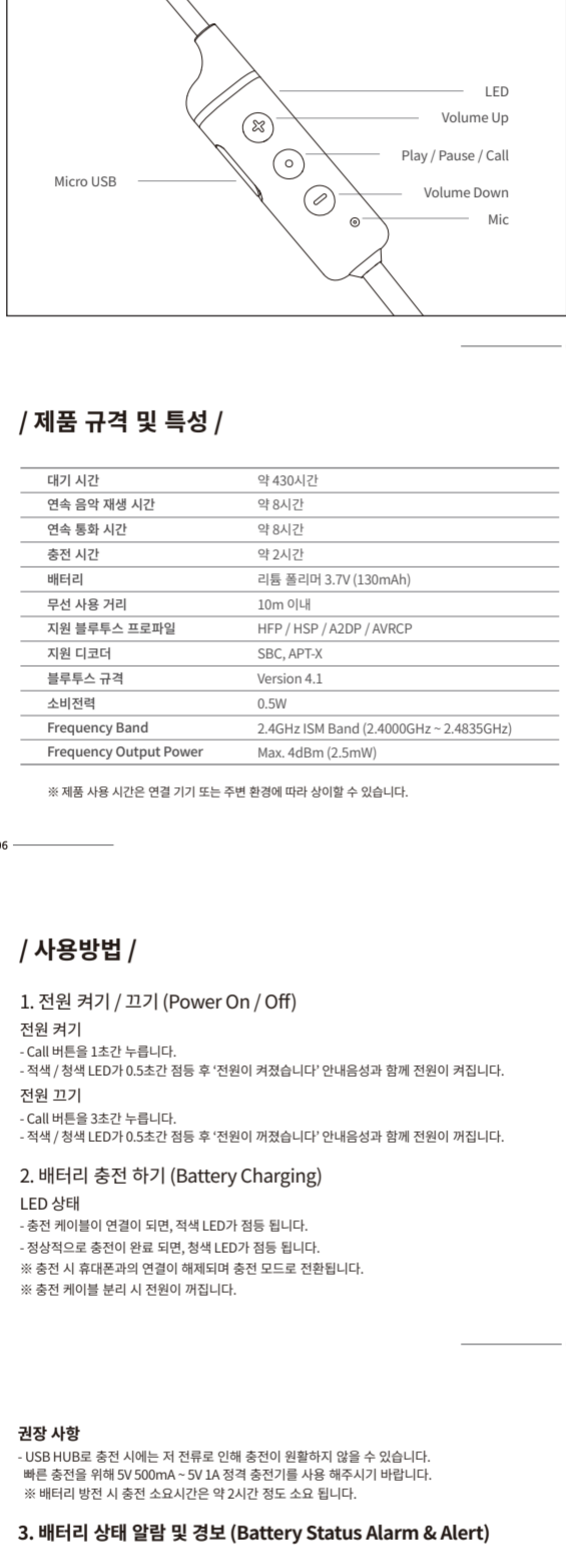 LED
Volume Up
Play / Pause / Call
Micro USB
Volume Down
Mic
/ 제품 규격 및 특성 /
대기 시간 약 430시간
연속 음악 재생 시간 약 8시간
연속 통화 시간 약 8시간
충전 시간 약 2시간
배터리 리튬 폴리머 3.7V (130mAh)
무선 사용 거리 10m 이내
지원 블루투스 프로파일 HFP / HSP / A2DP / AVRCP
지원 디코더 SBC, APT-X
블루투스 규격 Version 4.1
소비전력 0.5W
Frequency Band 2.4GHz ISM Band (2.4000GHz ~ 2.4835GHz)
Frequency Output Power Max. 4dBm (2.5mW)
※ 제품 사용 시간은 연결 기기 또는 주변 환경에 따라 상이할 수 있습니다.
06
/ 사용방법 /
1. 전원 켜기 / 끄기 (Power On / Off)
전원 켜기
- Call 버튼을 1초간 누릅니다.
- 적색 / 청색 LED가 0.5초간 점등 후 ‘전원이 켜졌습니다’ 안내음성과 함께 전원이 켜집니다.
전원 끄기
- Call 버튼을 3초간 누릅니다.
- 적색 / 청색 LED가 0.5초간 점등 후 ‘전원이 꺼졌습니다’ 안내음성과 함께 전원이 꺼집니다.
2. 배터리 충전 하기 (Battery Charging)
LED 상태
- 충전 케이블이 연결이 되면, 적색 LED가 점등 됩니다.
- 정상적으로 충전이 완료 되면, 청색 LED가 점등 됩니다.
※ 충전 시 휴대폰과의 연결이 해제되며 충전 모드로 전환됩니다.
※ 충전 케이블 분리 시 전원이 꺼집니다.
권장 사항
- USB HUB로 충전 시에는 저 전류로 인해 충전이 원활하지 않을 수 있습니다.
빠른 충전을 위해 5V 500mA ~ 5V 1A 정격 충전기를 사용 해주시기 바랍니다.
※ 배터리 방전 시 충전 소요시간은 약 2시간 정도 소요 됩니다.
3. 배터리 상태 알람 및 경보 (Battery Status Alarm & Alert)